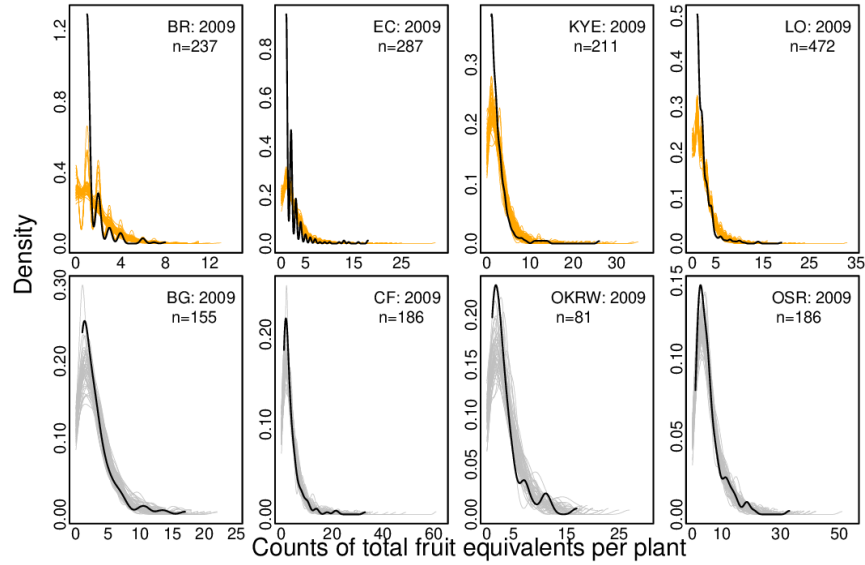 BR: 2009
n=237
0.0 0.4 0.8 1.2
0 4 8 12
EC: 2009
n=287
0.0 0.2 0.4 0.6 0.8
0 5 15 25
KYE: 2009
n=211
0.0 0.1 0.2 0.3
0 10 20 30
LO: 2009
n=472
0.0 0.1 0.2 0.3 0.4 0.5
0 5 15 25 35
Density
BG: 2009
n=155
0.00 0.10 0.20 0.30
0 5 10 15 20 25
CF: 2009
n=186
0.00 0.10 0.20
0 10 20 30 40 50 60
OKRW: 2009
n=81
0.00 0.05 0.10 0.15 0.20
0 5 15 25
OSR: 2009
n=186
0.00 0.05 0.10 0.15
0 10 20 30 40 50
Counts of total fruit equivalents per plant